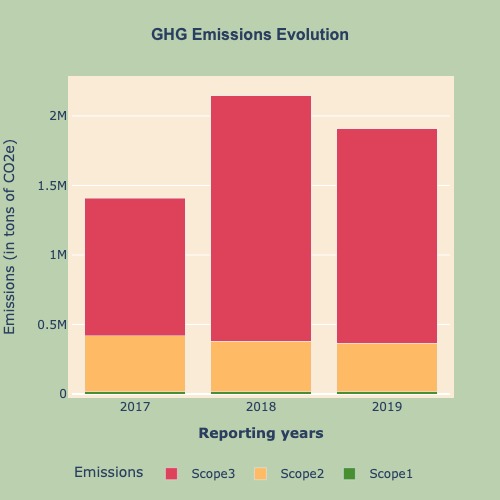 GHG Emissions Evolution
Emissions (in tons of CO2e)
2M
1.5M
1M
0.5M
0
2017 2018 2019
Reporting years
Emissions Scope3 Scope2 Scope1